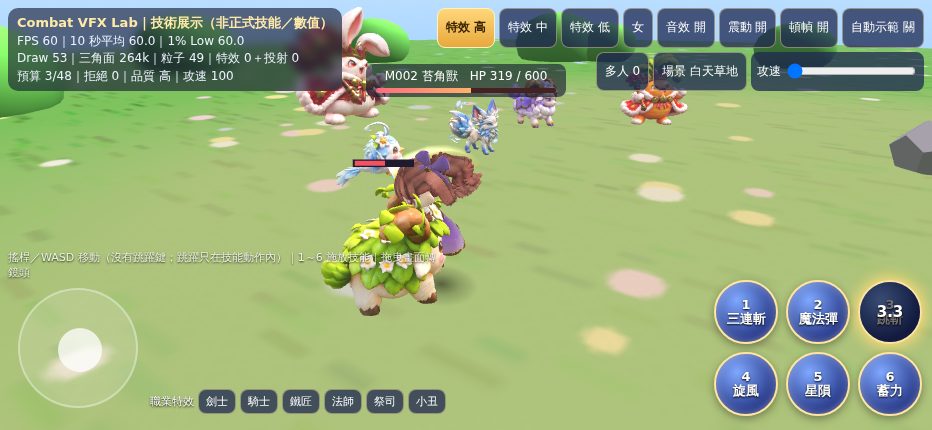 Combat VFX Lab｜技術展示（非正式技能／數值）
FPS 60｜10 秒平均 60.0｜1% Low 60.0
Draw 53｜三角面 264k｜粒子 49｜特效 0＋投射 0
預算 3/48｜拒絕 0｜品質 高｜攻速 100
特效 高
特效 中
特效 低
女
音效 開
震動 開
頓幀 開
自動示範 關
多人 0
場景 白天草地
攻速
M002 苔角獸 HP 319 / 600
搖桿／WASD 移動（沒有跳躍鍵；跳躍只在技能動作內）｜1～6 施放技能｜拖曳畫面轉
鏡頭
1
三連斬
2
魔法彈
3
跳斬
3.3
4
旋風
5
星隕
6
蓄力
職業特效
劍士
騎士
鐵匠
法師
祭司
小丑